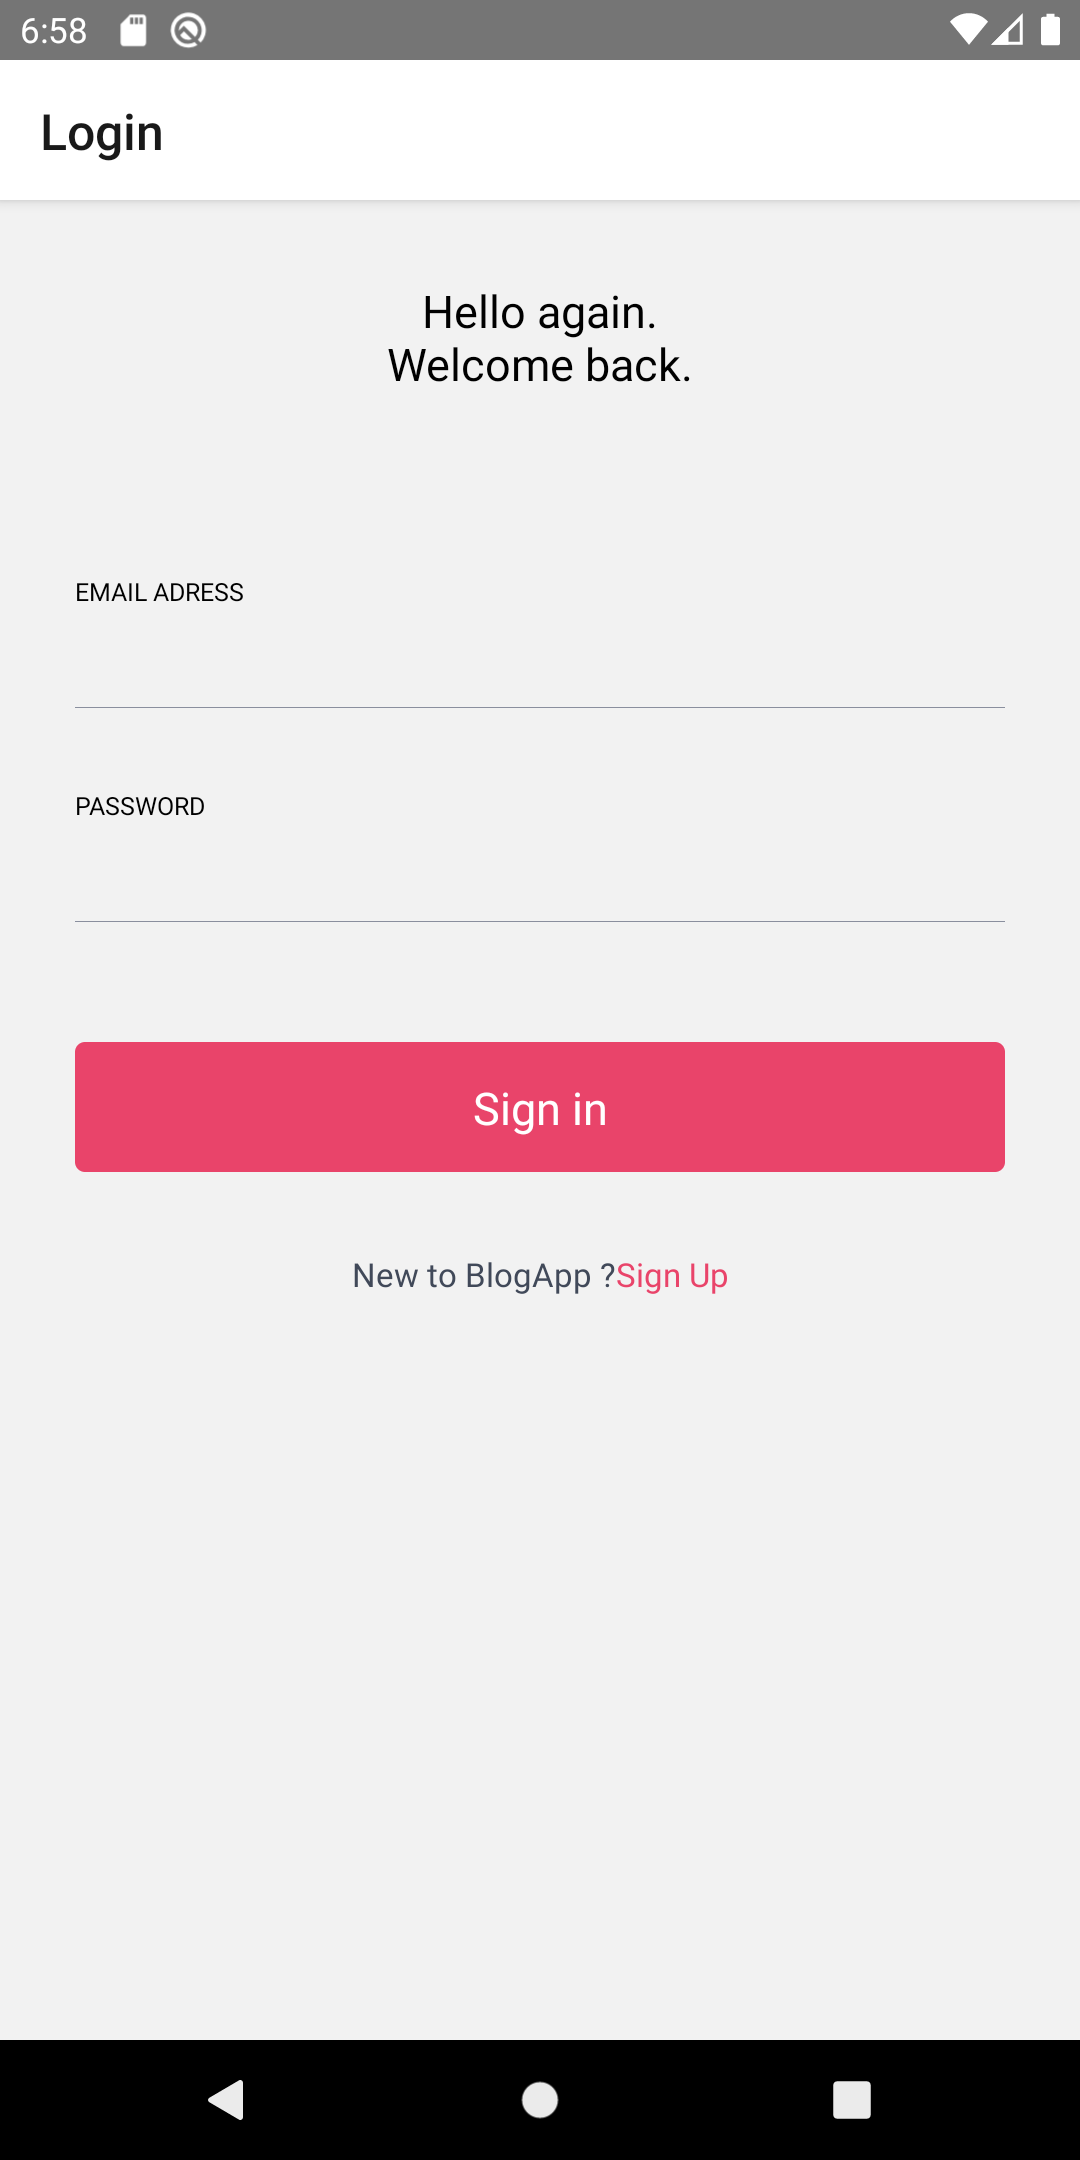 6:58
Login
Hello again.
Welcome back.
EMAIL ADRESS
PASSWORD
Sign in
New to BlogApp ?Sign Up